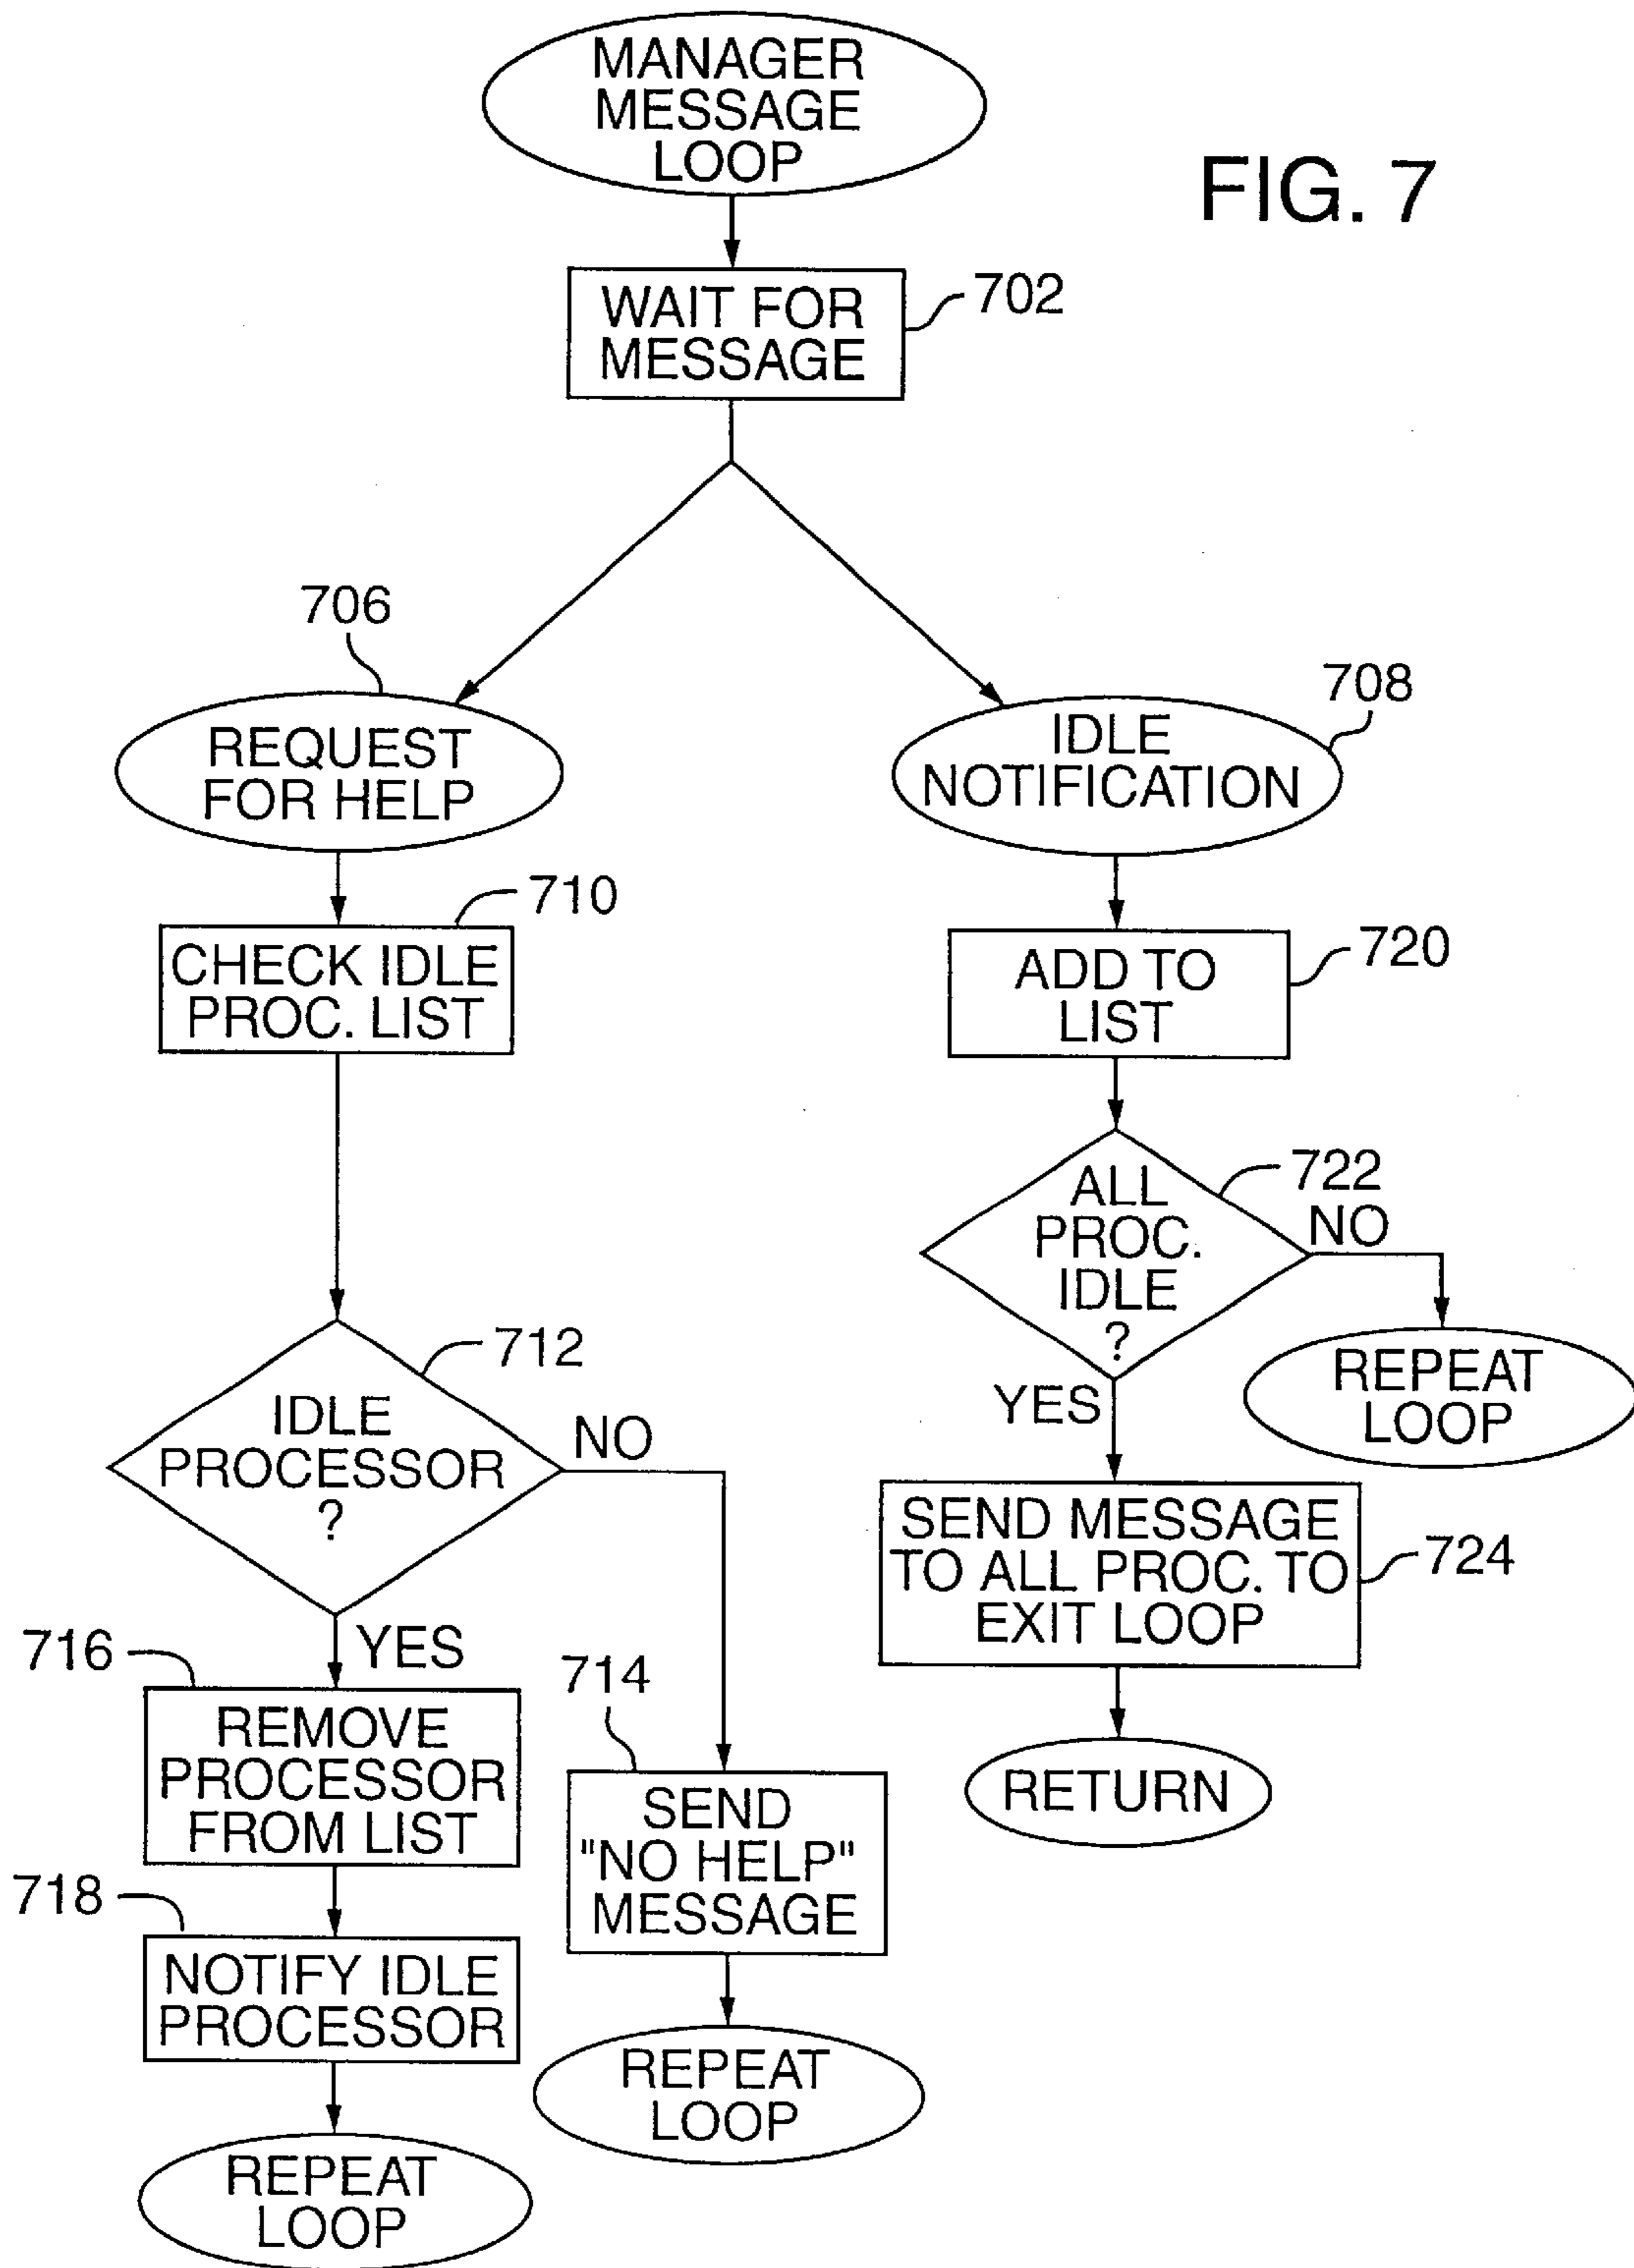 MANAGER
MESSAGE
LOOP
FIG. 7
WAIT FOR
MESSAGE
702
706
REQUEST
FOR HELP
708
IDLE
NOTIFICATION
710
CHECK IDLE
PROC. LIST
720
ADD TO
LIST
722
ALL
PROC.
IDLE
?
NO
REPEAT
LOOP
YES
712
IDLE
PROCESSOR
?
NO
YES
SEND MESSAGE
TO ALL PROC. TO
EXIT LOOP
724
RETURN
716
REMOVE
PROCESSOR
FROM LIST
714
SEND
"NO HELP"
MESSAGE
718
NOTIFY IDLE
PROCESSOR
REPEAT
LOOP
REPEAT
LOOP